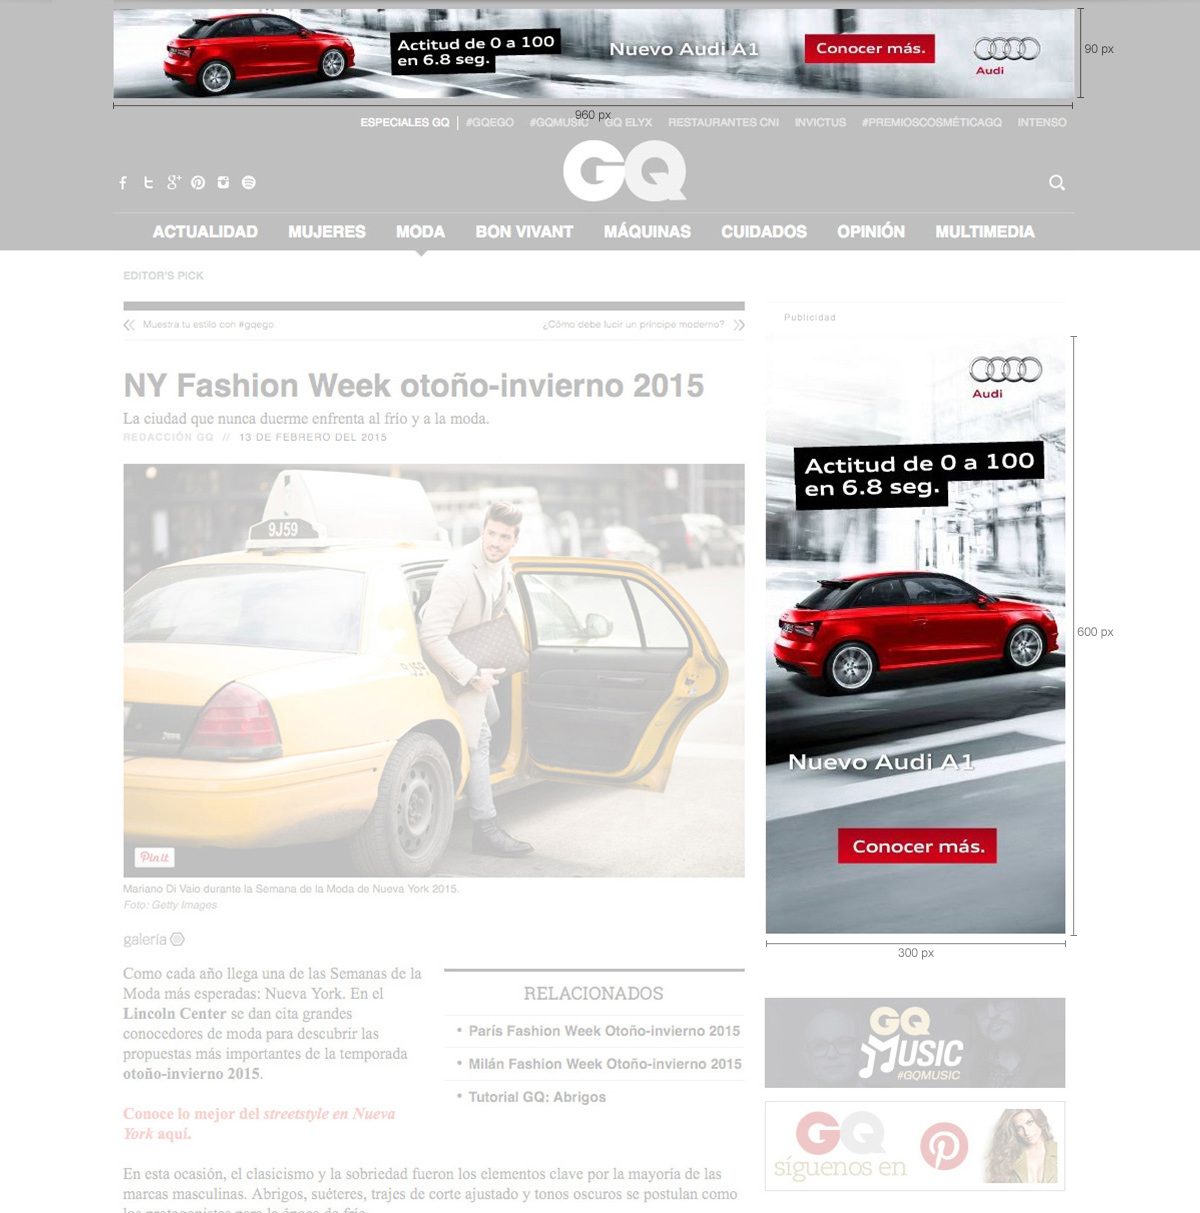 Actitud de 0 a 100
en 6.8 seg.
Nuevo Audi A1
Conocer más.
Audi
90 px
960 px
ESPECIALES GQ
#GQEGO
#GQMUSIC
GQ ELYX
RESTAURANTES CNI
INVICTUS
#PREMIOSCOSMÉTICAGQ
INTENSO
GQ
ACTUALIDAD
MUJERES
MODA
BON VIVANT
MÁQUINAS
CUIDADOS
OPINIÓN
MULTIMEDIA
EDITOR'S PICK
Muestra tu estilo con #gqego
¿Cómo debe lucir un príncipe moderno?
NY Fashion Week otoño-invierno 2015
La ciudad que nunca duerme enfrenta al frío y a la moda.
REDACCIÓN GQ // 13 DE FEBRERO DEL 2015
9J59
Pin it
Mariano Di Vaio durante la Semana de la Moda de Nueva York 2015.
Foto: Getty Images
galería
Como cada año llega una de las Semanas de la
Moda más esperadas: Nueva York. En el
Lincoln Center se dan cita grandes
conocedores de moda para descubrir las
propuestas más importantes de la temporada
otoño-invierno 2015.
Conoce lo mejor del streetstyle en Nueva
York aquí.
RELACIONADOS
• París Fashion Week Otoño-invierno 2015
• Milán Fashion Week Otoño-invierno 2015
• Tutorial GQ: Abrigos
En esta ocasión, el clasicismo y la sobriedad fueron los elementos clave por la mayoría de las
marcas masculinas. Abrigos, suéteres, trajes de corte ajustado y tonos oscuros se postulan como
Publicidad
Audi
Actitud de 0 a 100
en 6.8 seg.
Nuevo Audi A1
Conocer más.
600 px
300 px
GQ
MUSIC
#GQMUSIC
GQ
síguenos en